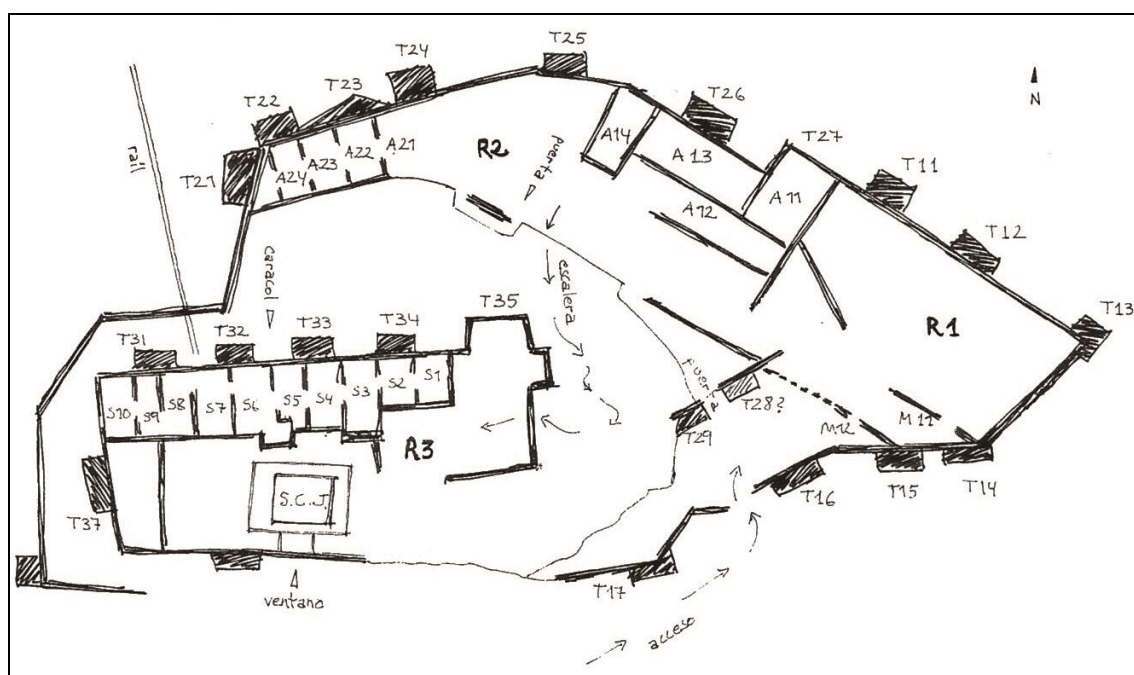 T25
T24
T23
T22
T26
N
T27
A14
R2
puerta
A13
rail
T21
A21
A22
A23
A24
T11
A11
A12
T12
caracol
escalera
T35
T13
R1
T31
T32
T33
T34
S1
S2
S3
S4
S5
S6
S7
S8
S9
S10
puerta
T28?
M11
M12
T29
R3
S.C.J.
T37
T16
T15
T14
T17
ventano
acceso